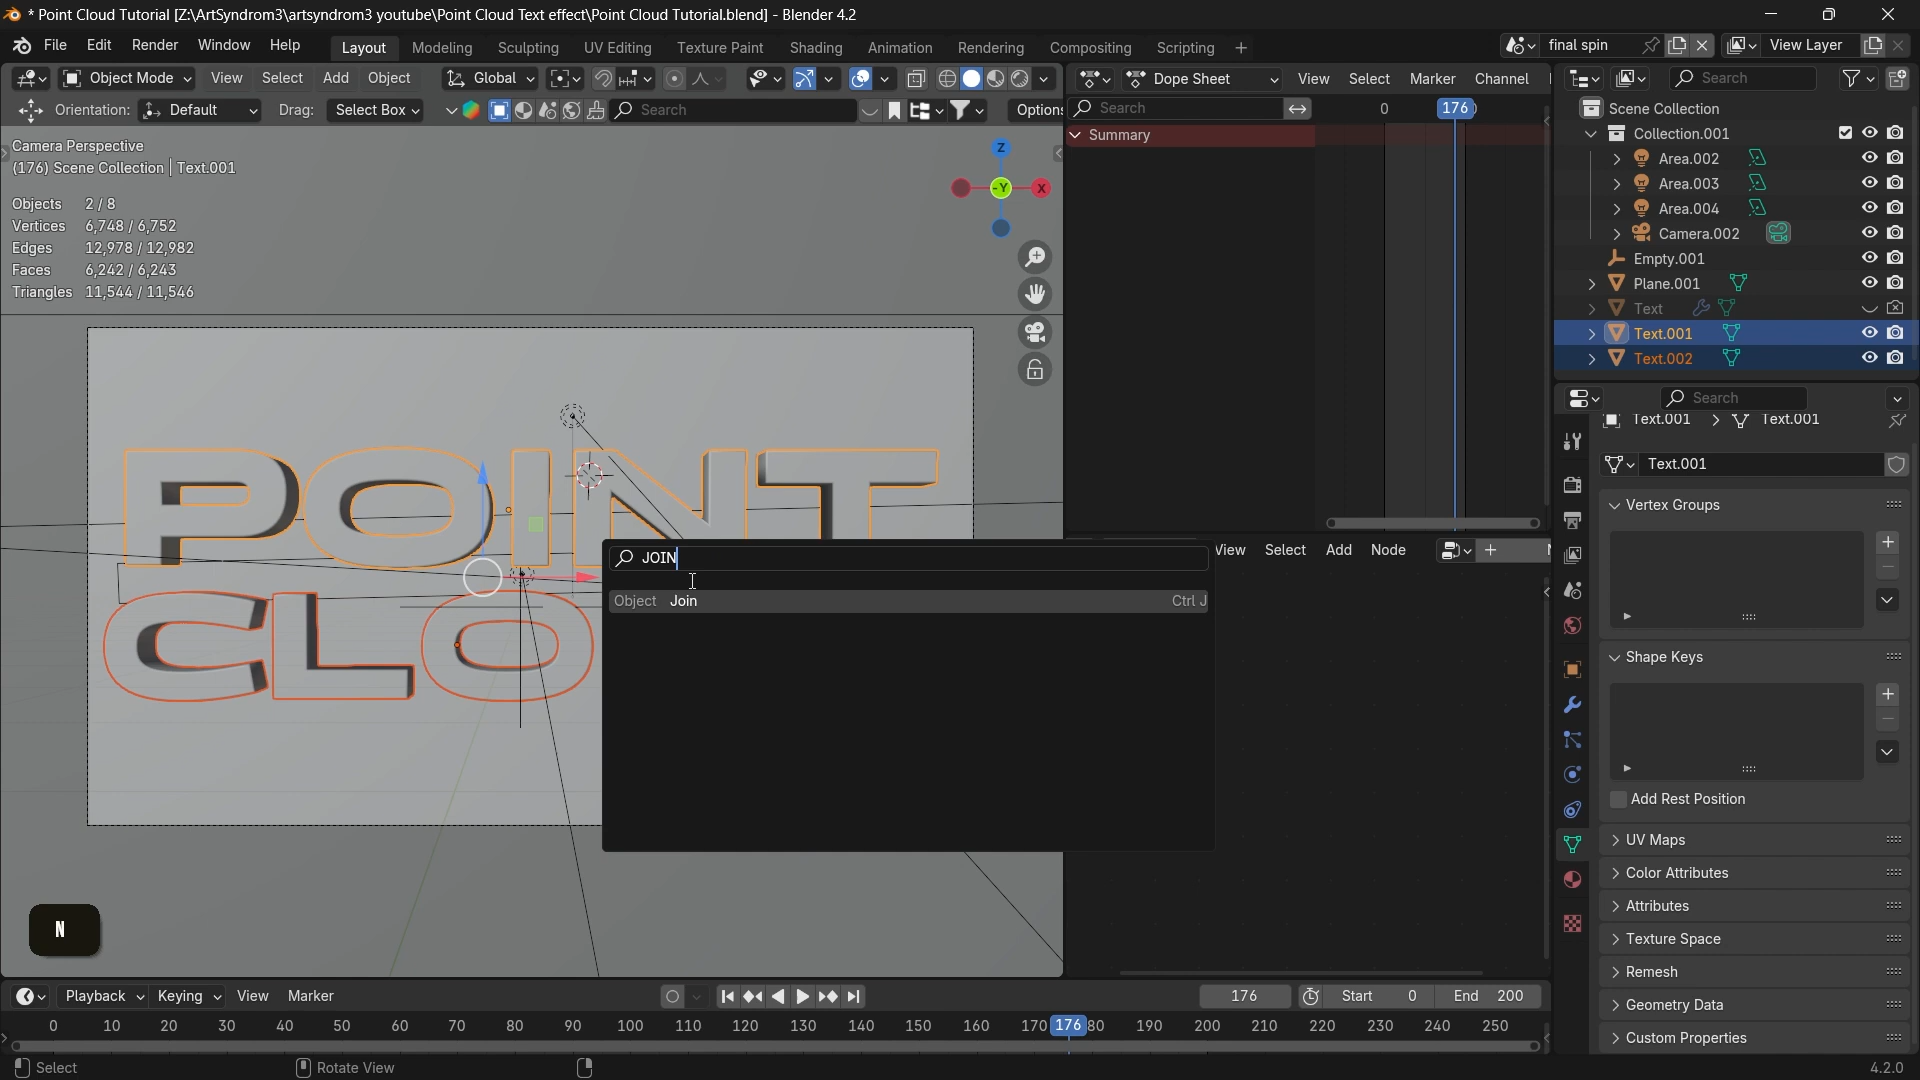 * Point Cloud Tutorial [Z:\ArtSyndrom3\artsyndrom3 youtube\Point Cloud Text effect\Point Cloud Tutorial.blend] - Blender 4.2
File Edit Render Window Help Layout Modeling Sculpting UV Editing Texture Paint Shading Animation Rendering Compositing Scripting + final spin View Layer
Object Mode View Select Add Object Global
Orientation: Default Drag: Select Box Search Options
Camera Perspective
(176) Scene Collection | Text.001
Objects 2/8
Vertices 6,748 / 6,752
Edges 12,978 / 12,982
Faces 6,242 / 6,243
Triangles 11,544 / 11,546
Z
-Y X
POINT
CLO
JOIN
Object Join Ctrl J
N
Dope Sheet View Select Marker Channel
Search 0 176
Summary
View Select Add Node
Search
Scene Collection
Collection.001
Area.002
Area.003
Area.004
Camera.002
Empty.001
Plane.001
Text
Text.001
Text.002
Search
Text.001 > Text.001
Text.001
Vertex Groups
Shape Keys
Add Rest Position
UV Maps
Color Attributes
Attributes
Texture Space
Remesh
Geometry Data
Custom Properties
Playback Keying View Marker 176 Start 0 End 200
0 10 20 30 40 50 60 70 80 90 100 110 120 130 140 150 160 170 176 80 190 200 210 220 230 240 250
Select Rotate View 4.2.0